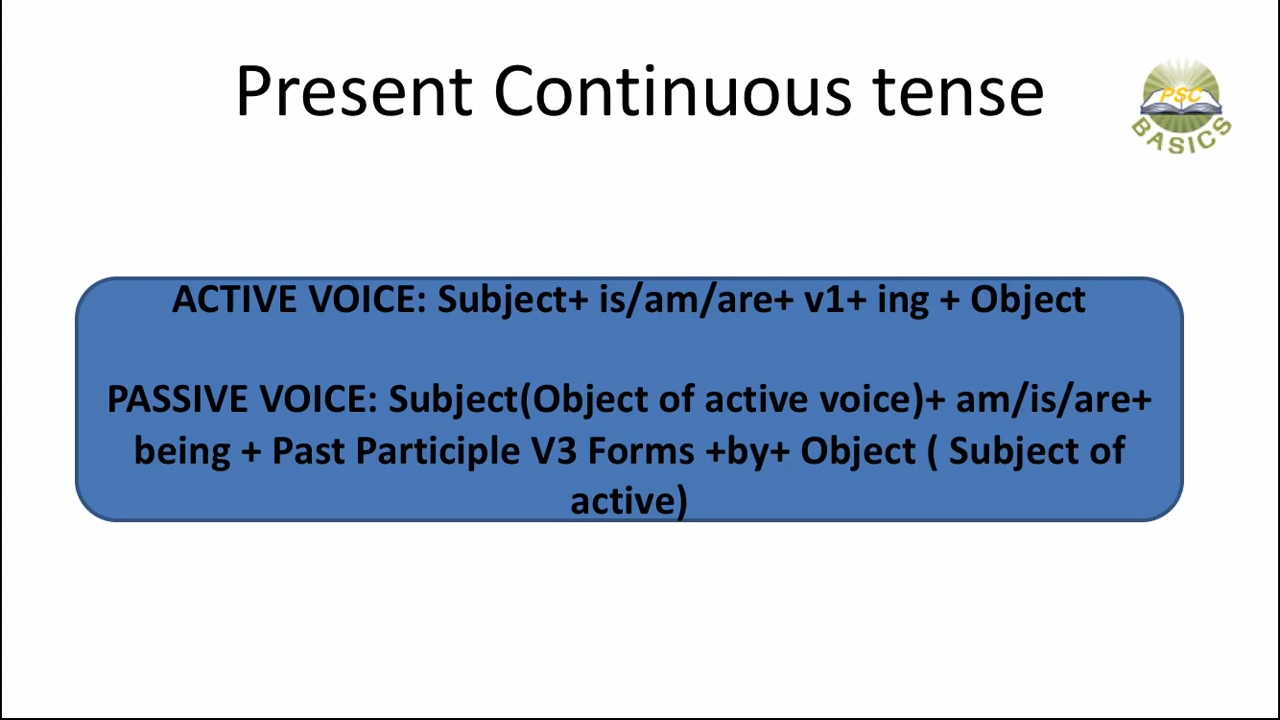 Present Continuous tense
PSC
BASICS
ACTIVE VOICE: Subject+ is/am/are+ v1+ ing + Object
PASSIVE VOICE: Subject(Object of active voice)+ am/is/are+
being + Past Participle V3 Forms +by+ Object ( Subject of
active)